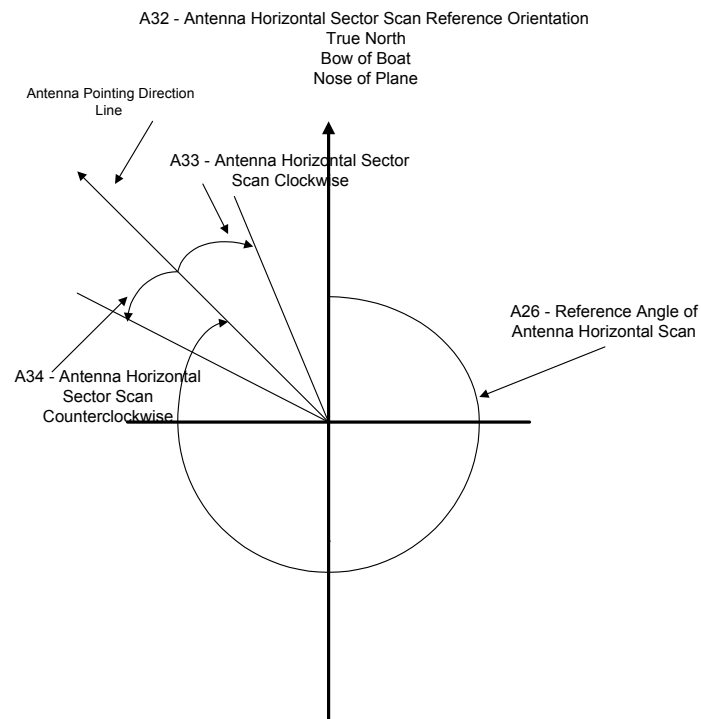 A32 - Antenna Horizontal Sector Scan Reference Orientation
True North
Bow of Boat
Nose of Plane
Antenna Pointing Direction
Line
A33 - Antenna Horizontal Sector
Scan Clockwise
A26 - Reference Angle of
Antenna Horizontal Scan
A34 - Antenna Horizontal
Sector Scan
Counterclockwise